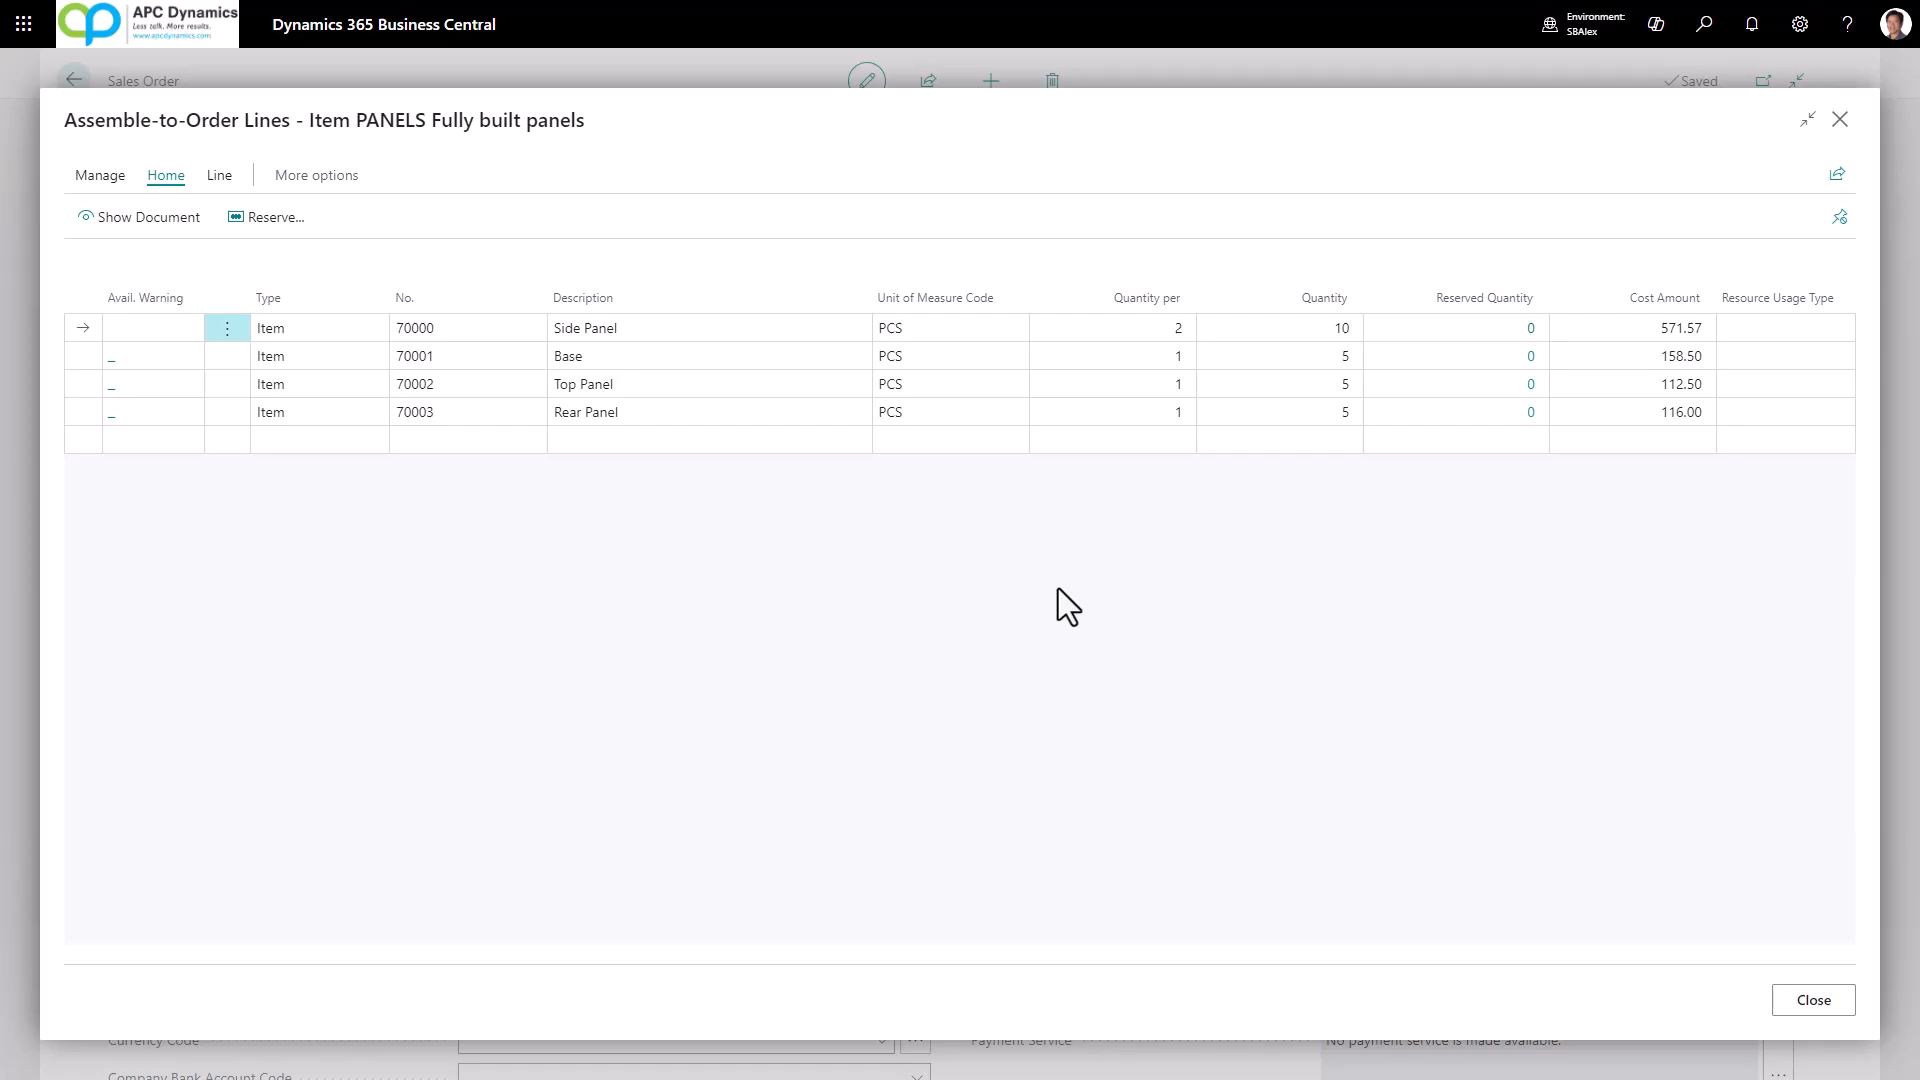 APC Dynamics
Less talk. More results.
www.apcdynamics.com
Dynamics 365 Business Central
Environment:
SBAlex
Sales Order
Saved
Assemble-to-Order Lines - Item PANELS Fully built panels
Manage Home Line More options
Show Document Reserve...
Avail. Warning Type No. Description Unit of Measure Code Quantity per Quantity Reserved Quantity Cost Amount Resource Usage Type
Item 70000 Side Panel PCS 2 10 0 571.57
_ Item 70001 Base PCS 1 5 0 158.50
_ Item 70002 Top Panel PCS 1 5 0 112.50
_ Item 70003 Rear Panel PCS 1 5 0 116.00
Close
Currency Code Payment Service No payment service is made available.
Company Bank Account Code